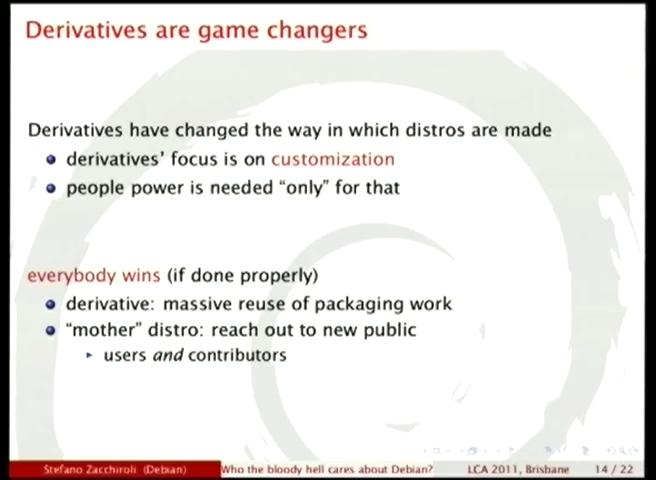 Derivatives are game changers
Derivatives have changed the way in which distros are made
derivatives' focus is on customization
people power is needed "only" for that
everybody wins (if done properly)
derivative: massive reuse of packaging work
"mother" distro: reach out to new public
users and contributors
Stefano Zacchiroli (Debian) Who the bloody hell cares about Debian? LCA 2011, Brisbane 14 / 22